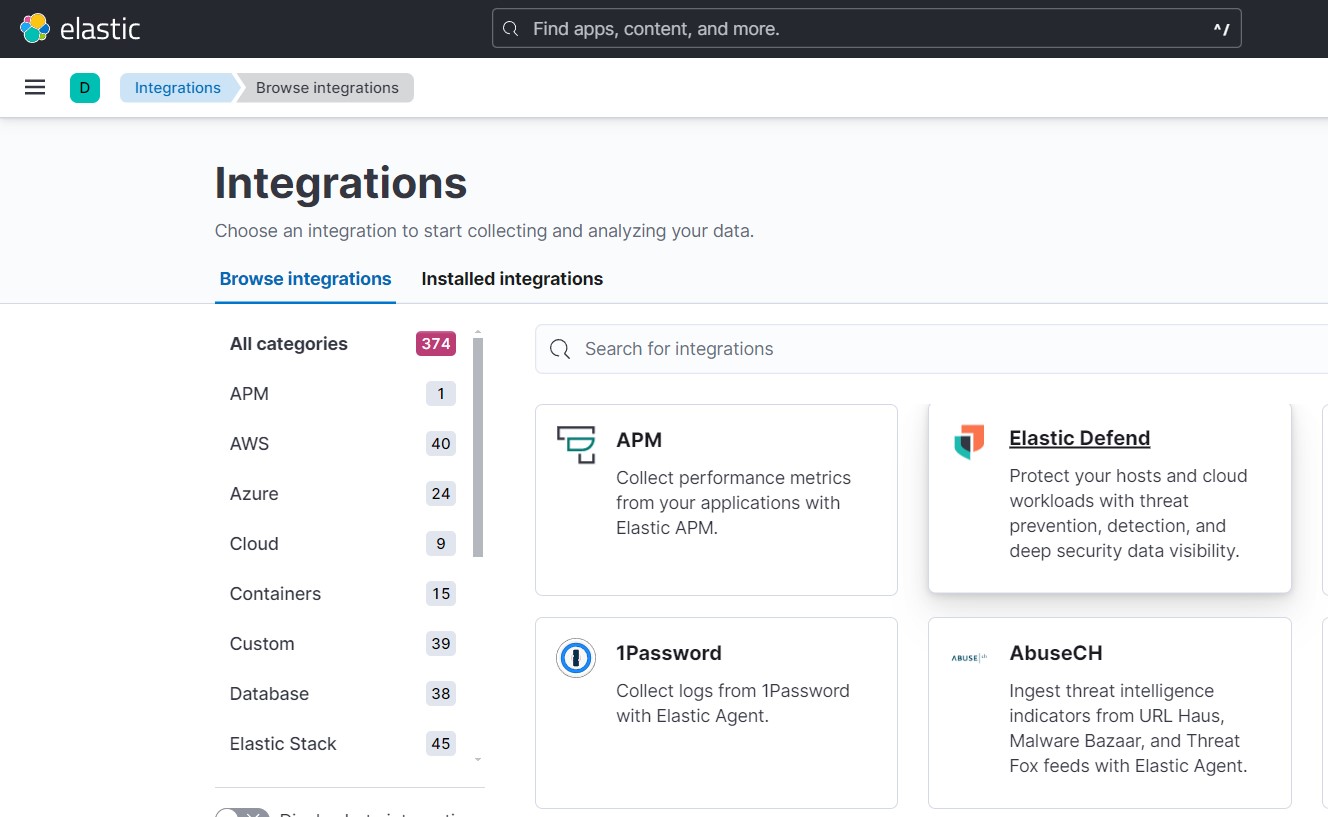 elastic
Find apps, content, and more.
^/
D
Integrations
Browse integrations
Integrations
Choose an integration to start collecting and analyzing your data.
Browse integrations
Installed integrations
All categories 374
APM 1
AWS 40
Azure 24
Cloud 9
Containers 15
Custom 39
Database 38
Elastic Stack 45
Search for integrations
APM
Collect performance metrics
from your applications with
Elastic APM.
Elastic Defend
Protect your hosts and cloud
workloads with threat
prevention, detection, and
deep security data visibility.
1Password
Collect logs from 1Password
with Elastic Agent.
ABUSE|ch
AbuseCH
Ingest threat intelligence
indicators from URL Haus,
Malware Bazaar, and Threat
Fox feeds with Elastic Agent.